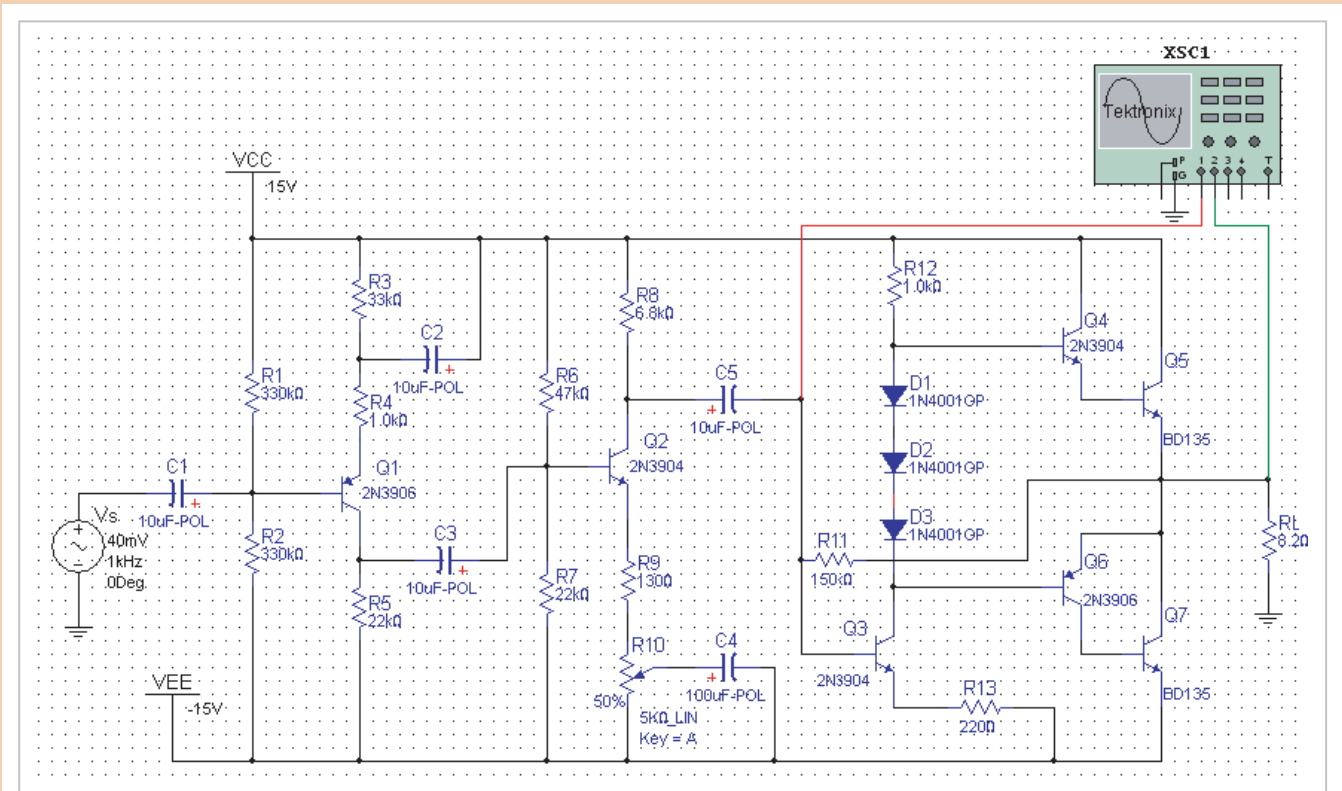 XSC1
Tektronix
P
G
1 2 3 4 T
VCC
15V
R3
33kΩ
C2
10uF-POL
R1
330kΩ
R4
1.0kΩ
R6
47kΩ
R8
6.8kΩ
C5
10uF-POL
R12
1.0kΩ
Q4
2N3904
Q5
BD135
D1
1N4001GP
D2
1N4001GP
D3
1N4001GP
C1
10uF-POL
Q1
2N3906
Q2
2N3904
Vs
40mV
1kHz
0Deg
R2
330kΩ
C3
10uF-POL
R5
22kΩ
R7
22kΩ
R9
130Ω
R11
150kΩ
RL
8.2Ω
Q6
2N3906
Q7
BD135
Q3
2N3904
R10
50%
5KΩ_LIN
Key = A
C4
100uF-POL
R13
220Ω
VEE
-15V